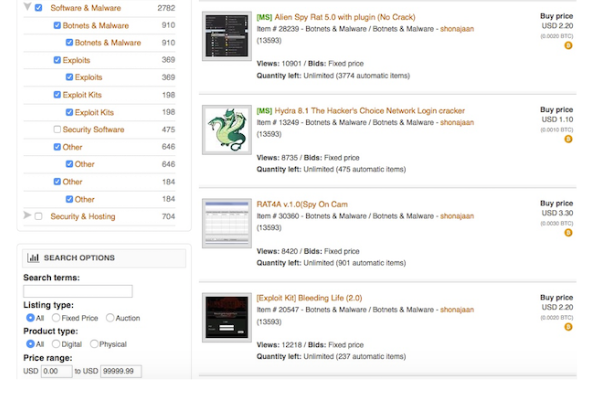 Software & Malware 2782
Botnets & Malware 910
Botnets & Malware 910
Exploits 369
Exploits 369
Exploit Kits 198
Exploit Kits 198
Security Software 475
Other 646
Other 646
Other 184
Other 184
Security & Hosting 704
SEARCH OPTIONS
Search terms:
Listing type:
All Fixed Price Auction
Product type:
All Digital Physical
Price range:
USD 0.00 to USD 99999.99
[MS] Alien Spy Rat 5.0 with plugin (No Crack)
Item # 28239 - Botnets & Malware / Botnets & Malware - shonajaan
(13593)
Views: 10901 / Bids: Fixed price
Quantity left: Unlimited (3774 automatic items)
Buy price
USD 2.20
(0.0020 BTC)
[MS] Hydra 8.1 The Hacker's Choice Network Login cracker
Item # 13249 - Botnets & Malware / Botnets & Malware - shonajaan
(13593)
Views: 8735 / Bids: Fixed price
Quantity left: Unlimited (475 automatic items)
Buy price
USD 1.10
(0.0010 BTC)
RAT4A v.1.0|Spy On Cam
Item # 30360 - Botnets & Malware / Botnets & Malware - shonajaan
(13593)
Views: 8420 / Bids: Fixed price
Quantity left: Unlimited (901 automatic items)
Buy price
USD 3.30
(0.0030 BTC)
[Exploit Kit] Bleeding Life (2.0)
Item # 20547 - Botnets & Malware / Botnets & Malware - shonajaan
(13593)
Views: 12218 / Bids: Fixed price
Quantity left: Unlimited (237 automatic items)
Buy price
USD 2.20
(0.0020 BTC)